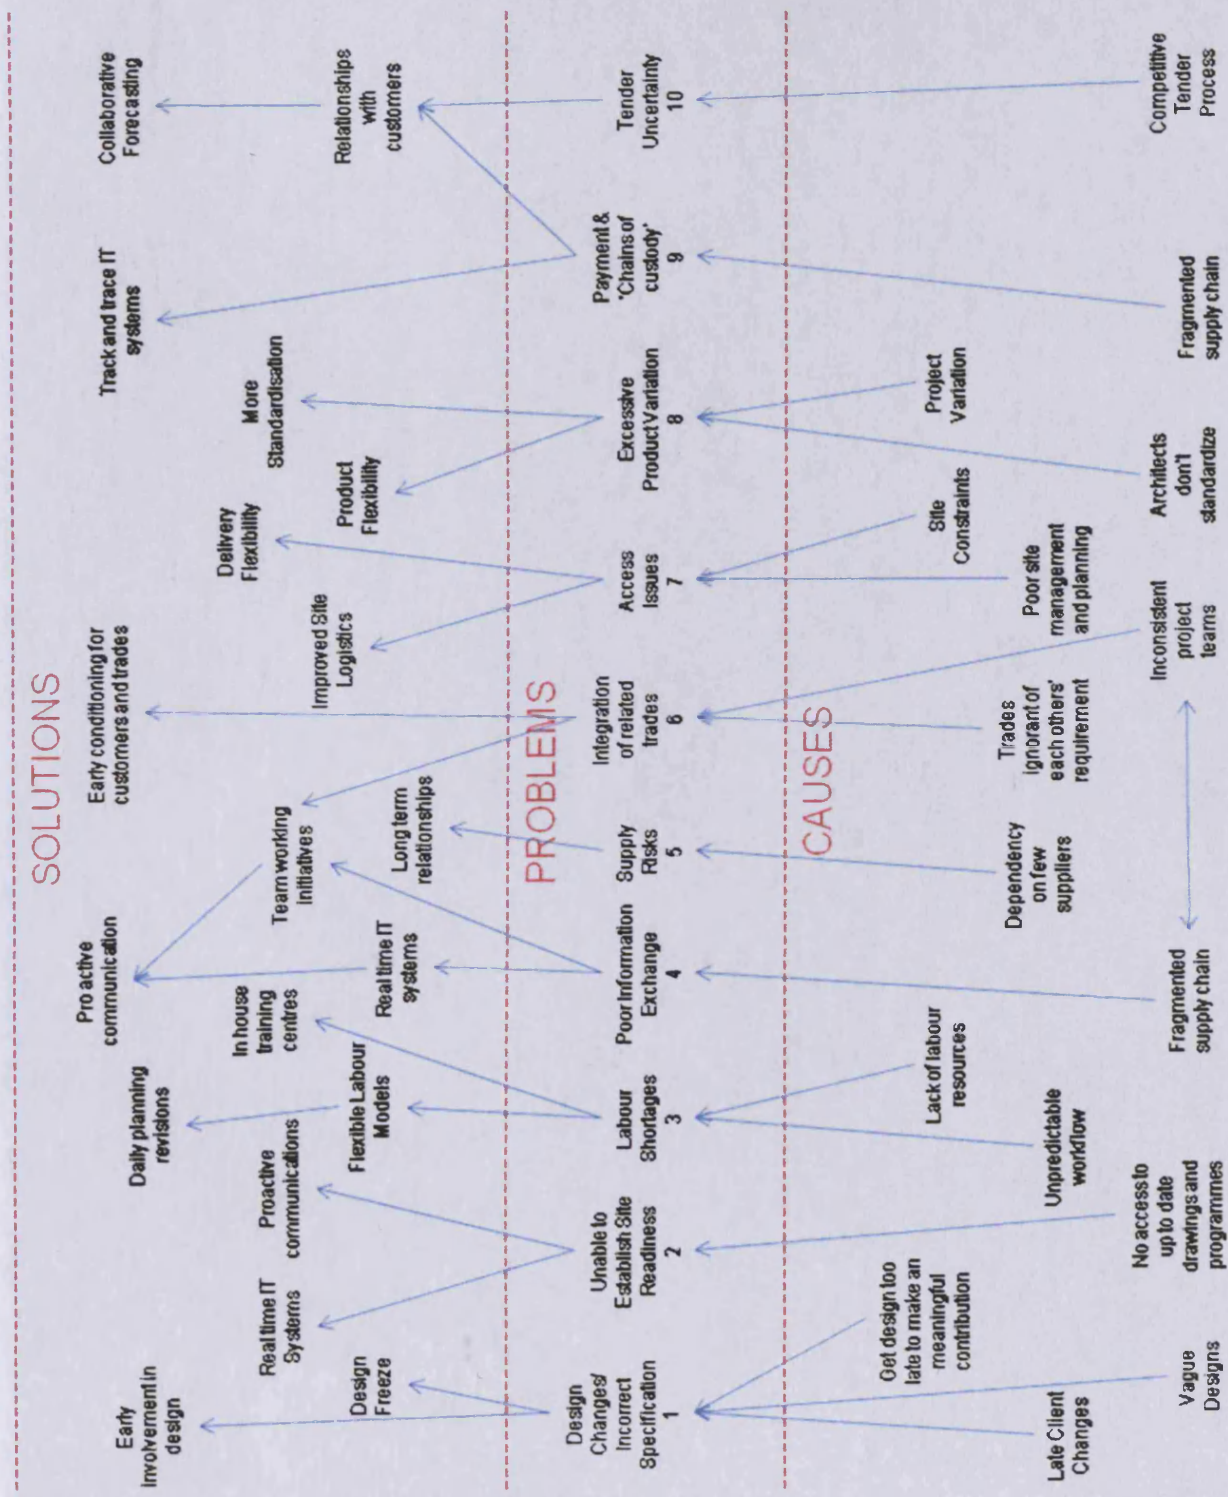 SOLUTIONS
Early
Involvement in
design
Daily planning
revisions
Proactive
communication
Early conditioning for
customers and trades
Track and trace IT
systems
Collaborative
Forecasting
Real time IT
Systems
Proactive
communications
In house
training
centres
Team working
Initiatives
Delivery
Flexibility
More
Standardisation
Design
Freeze
Flexible Labour
Models
Real time IT
systems
Long term
relationships
Improved Site
Logistics
Product
Flexibility
Relationships
with
customers
PROBLEMS
Design
Changes/
Incorrect
Specification
1
Unable to
Establish Site
Readiness
2
Labour
Shortages
3
Poor Information
Exchange
4
Supply
Risks
5
Integration
of related
trades
6
Access
Issues
7
Excessive
Product Variation
8
Payment &
'Chains of
custody'
9
Tender
Uncertainty
10
CAUSES
Get design too
late to make an
meaningful
contribution
Lack of labour
resources
Site
Constraints
Project
Variation
Late Client
Changes
Unpredictable
workflow
Dependency
on few
suppliers
Trades
ignorant of
each others'
requirement
Poor site
management
and planning
Vague
Designs
No access to
up to date
drawings and
programmes
Fragmented
supply chain
Inconsistent
project
teams
Architects
don't
standardize
Fragmented
supply chain
Competitive
Tender
Process